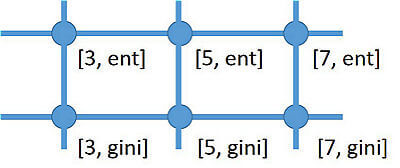 [3, ent] [5, ent] [7, ent]
[3, gini] [5, gini] [7, gini]